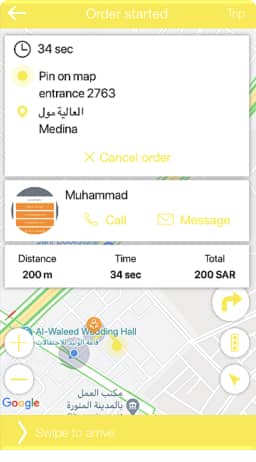 Order started
Trip
34 sec
Pin on map
entrance 2763
العالية مول
Medina
Cancel order
Muhammad
Call
Message
Distance
Time
Total
200 m
34 sec
200 SAR
Al-Waleed Wedding Hall
قاعة الوليد للاحتفالات
مكتب العمل
بالمدينة المنورة
Google
Swipe to arrive